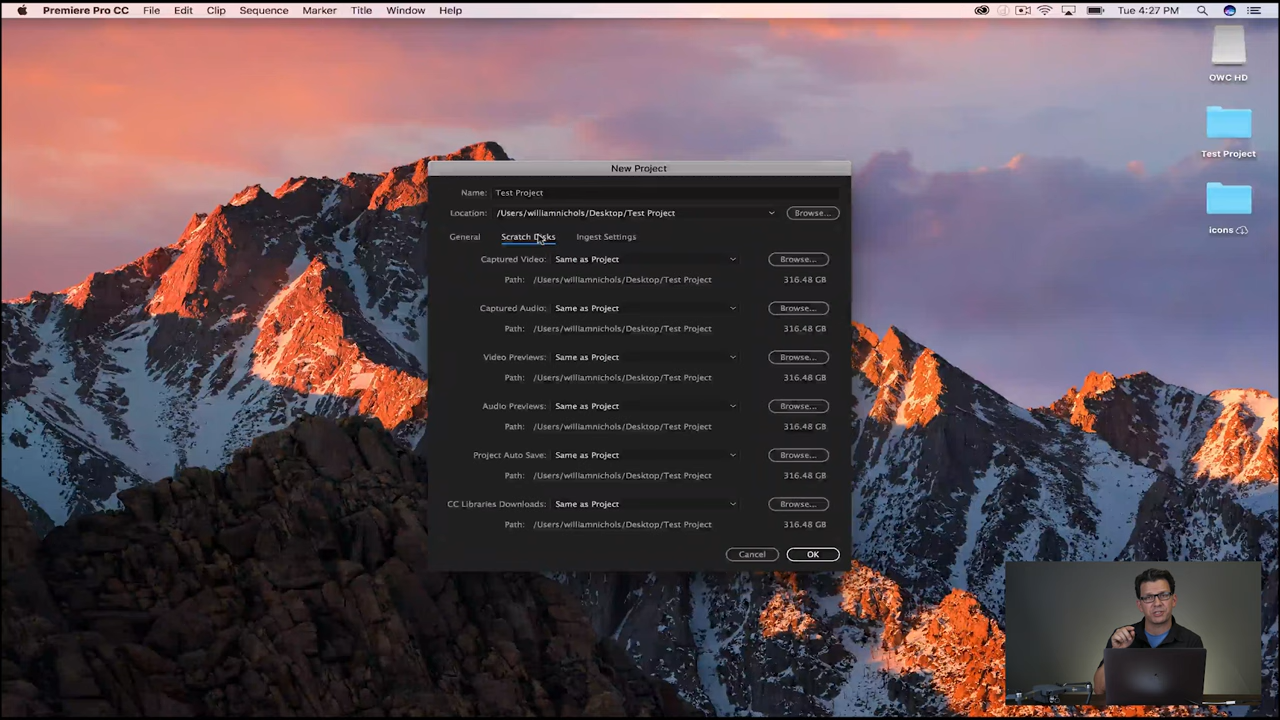 Premiere Pro CC File Edit Clip Sequence Marker Title Window Help Tue 4:27 PM
OWC HD
Test Project
icons
New Project
Name: Test Project
Location: /Users/williamnichols/Desktop/Test Project Browse...
General Scratch Disks Ingest Settings
Captured Video: Same as Project Browse...
Path: /Users/williamnichols/Desktop/Test Project 316.48 GB
Captured Audio: Same as Project Browse...
Path: /Users/williamnichols/Desktop/Test Project 316.48 GB
Video Previews: Same as Project Browse...
Path: /Users/williamnichols/Desktop/Test Project 316.48 GB
Audio Previews: Same as Project Browse...
Path: /Users/williamnichols/Desktop/Test Project 316.48 GB
Project Auto Save: Same as Project Browse...
Path: /Users/williamnichols/Desktop/Test Project 316.48 GB
CC Libraries Downloads: Same as Project Browse...
Path: /Users/williamnichols/Desktop/Test Project 316.48 GB
Cancel OK